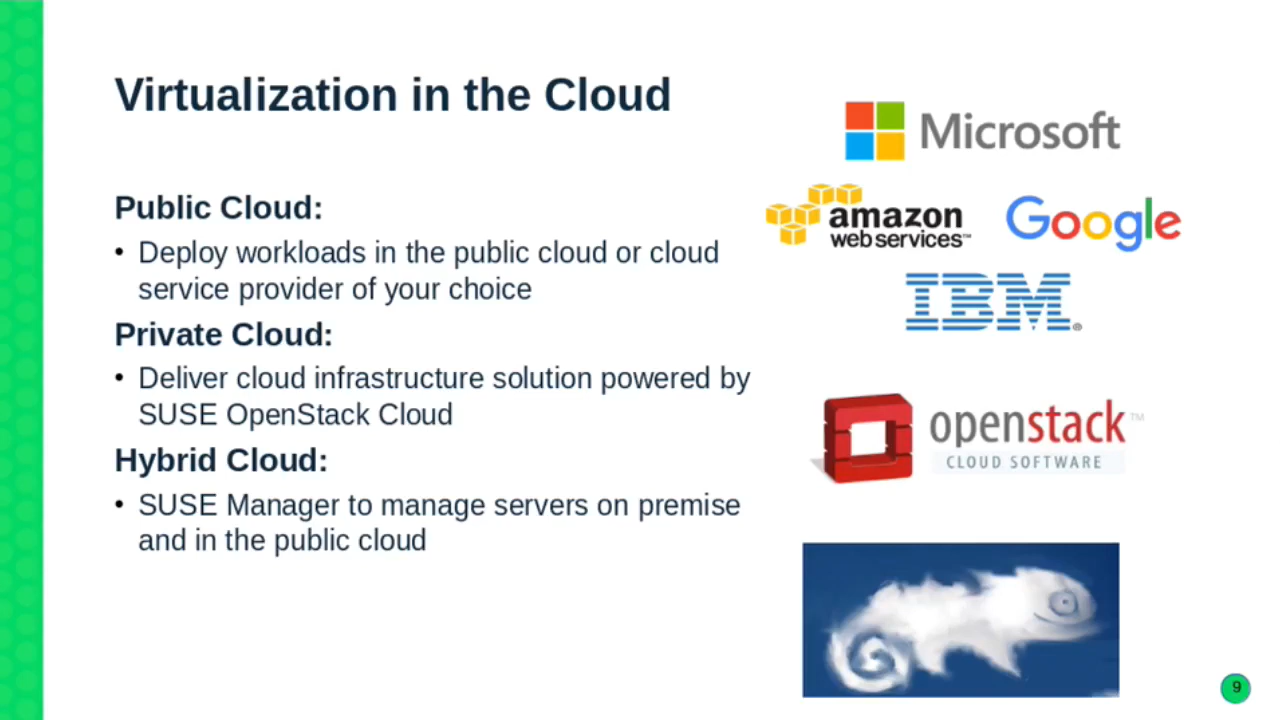 Virtualization in the Cloud
Public Cloud:
• Deploy workloads in the public cloud or cloud
service provider of your choice
Private Cloud:
• Deliver cloud infrastructure solution powered by
SUSE OpenStack Cloud
Hybrid Cloud:
• SUSE Manager to manage servers on premise
and in the public cloud
Microsoft
amazon
web services™
Google
IBM®
openstack™
CLOUD SOFTWARE
9